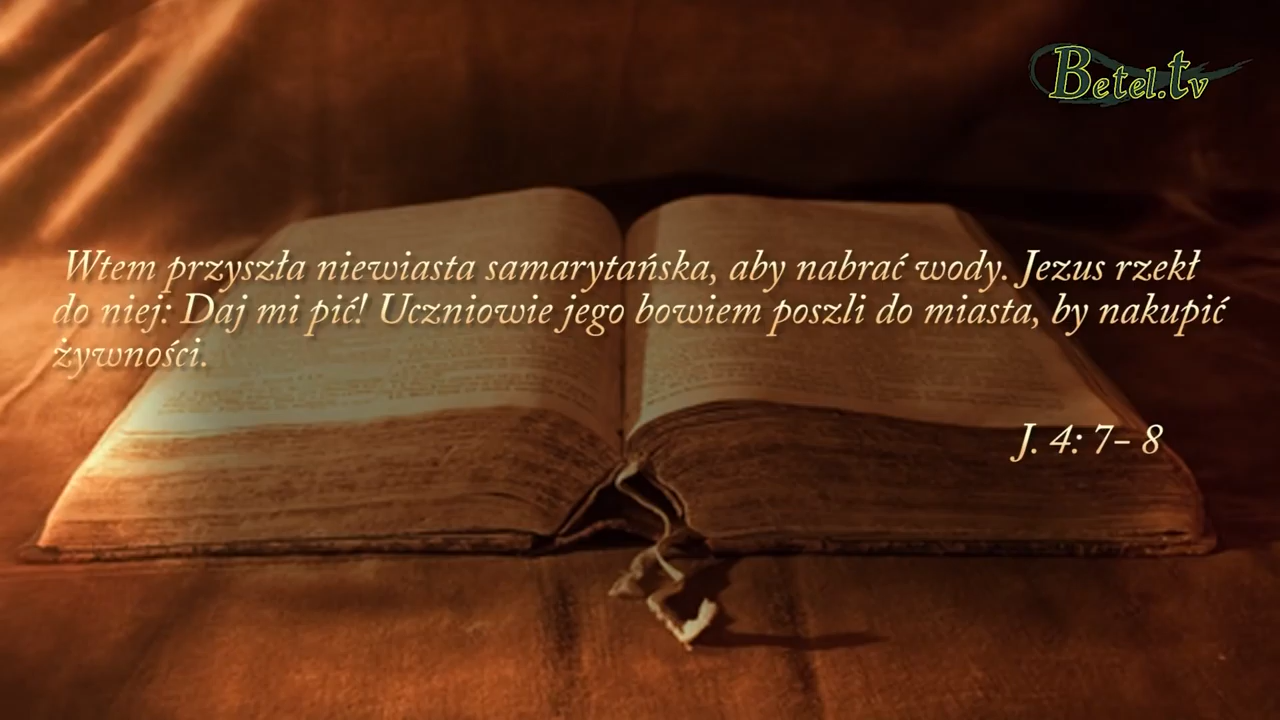 Betel.tv
Wtem przyszła niewiasta samarytańska, aby nabrać wody. Jezus rzekł
do niej: Daj mi pić! Uczniowie jego bowiem poszli do miasta, by nakupić
żywności.
J. 4: 7- 8